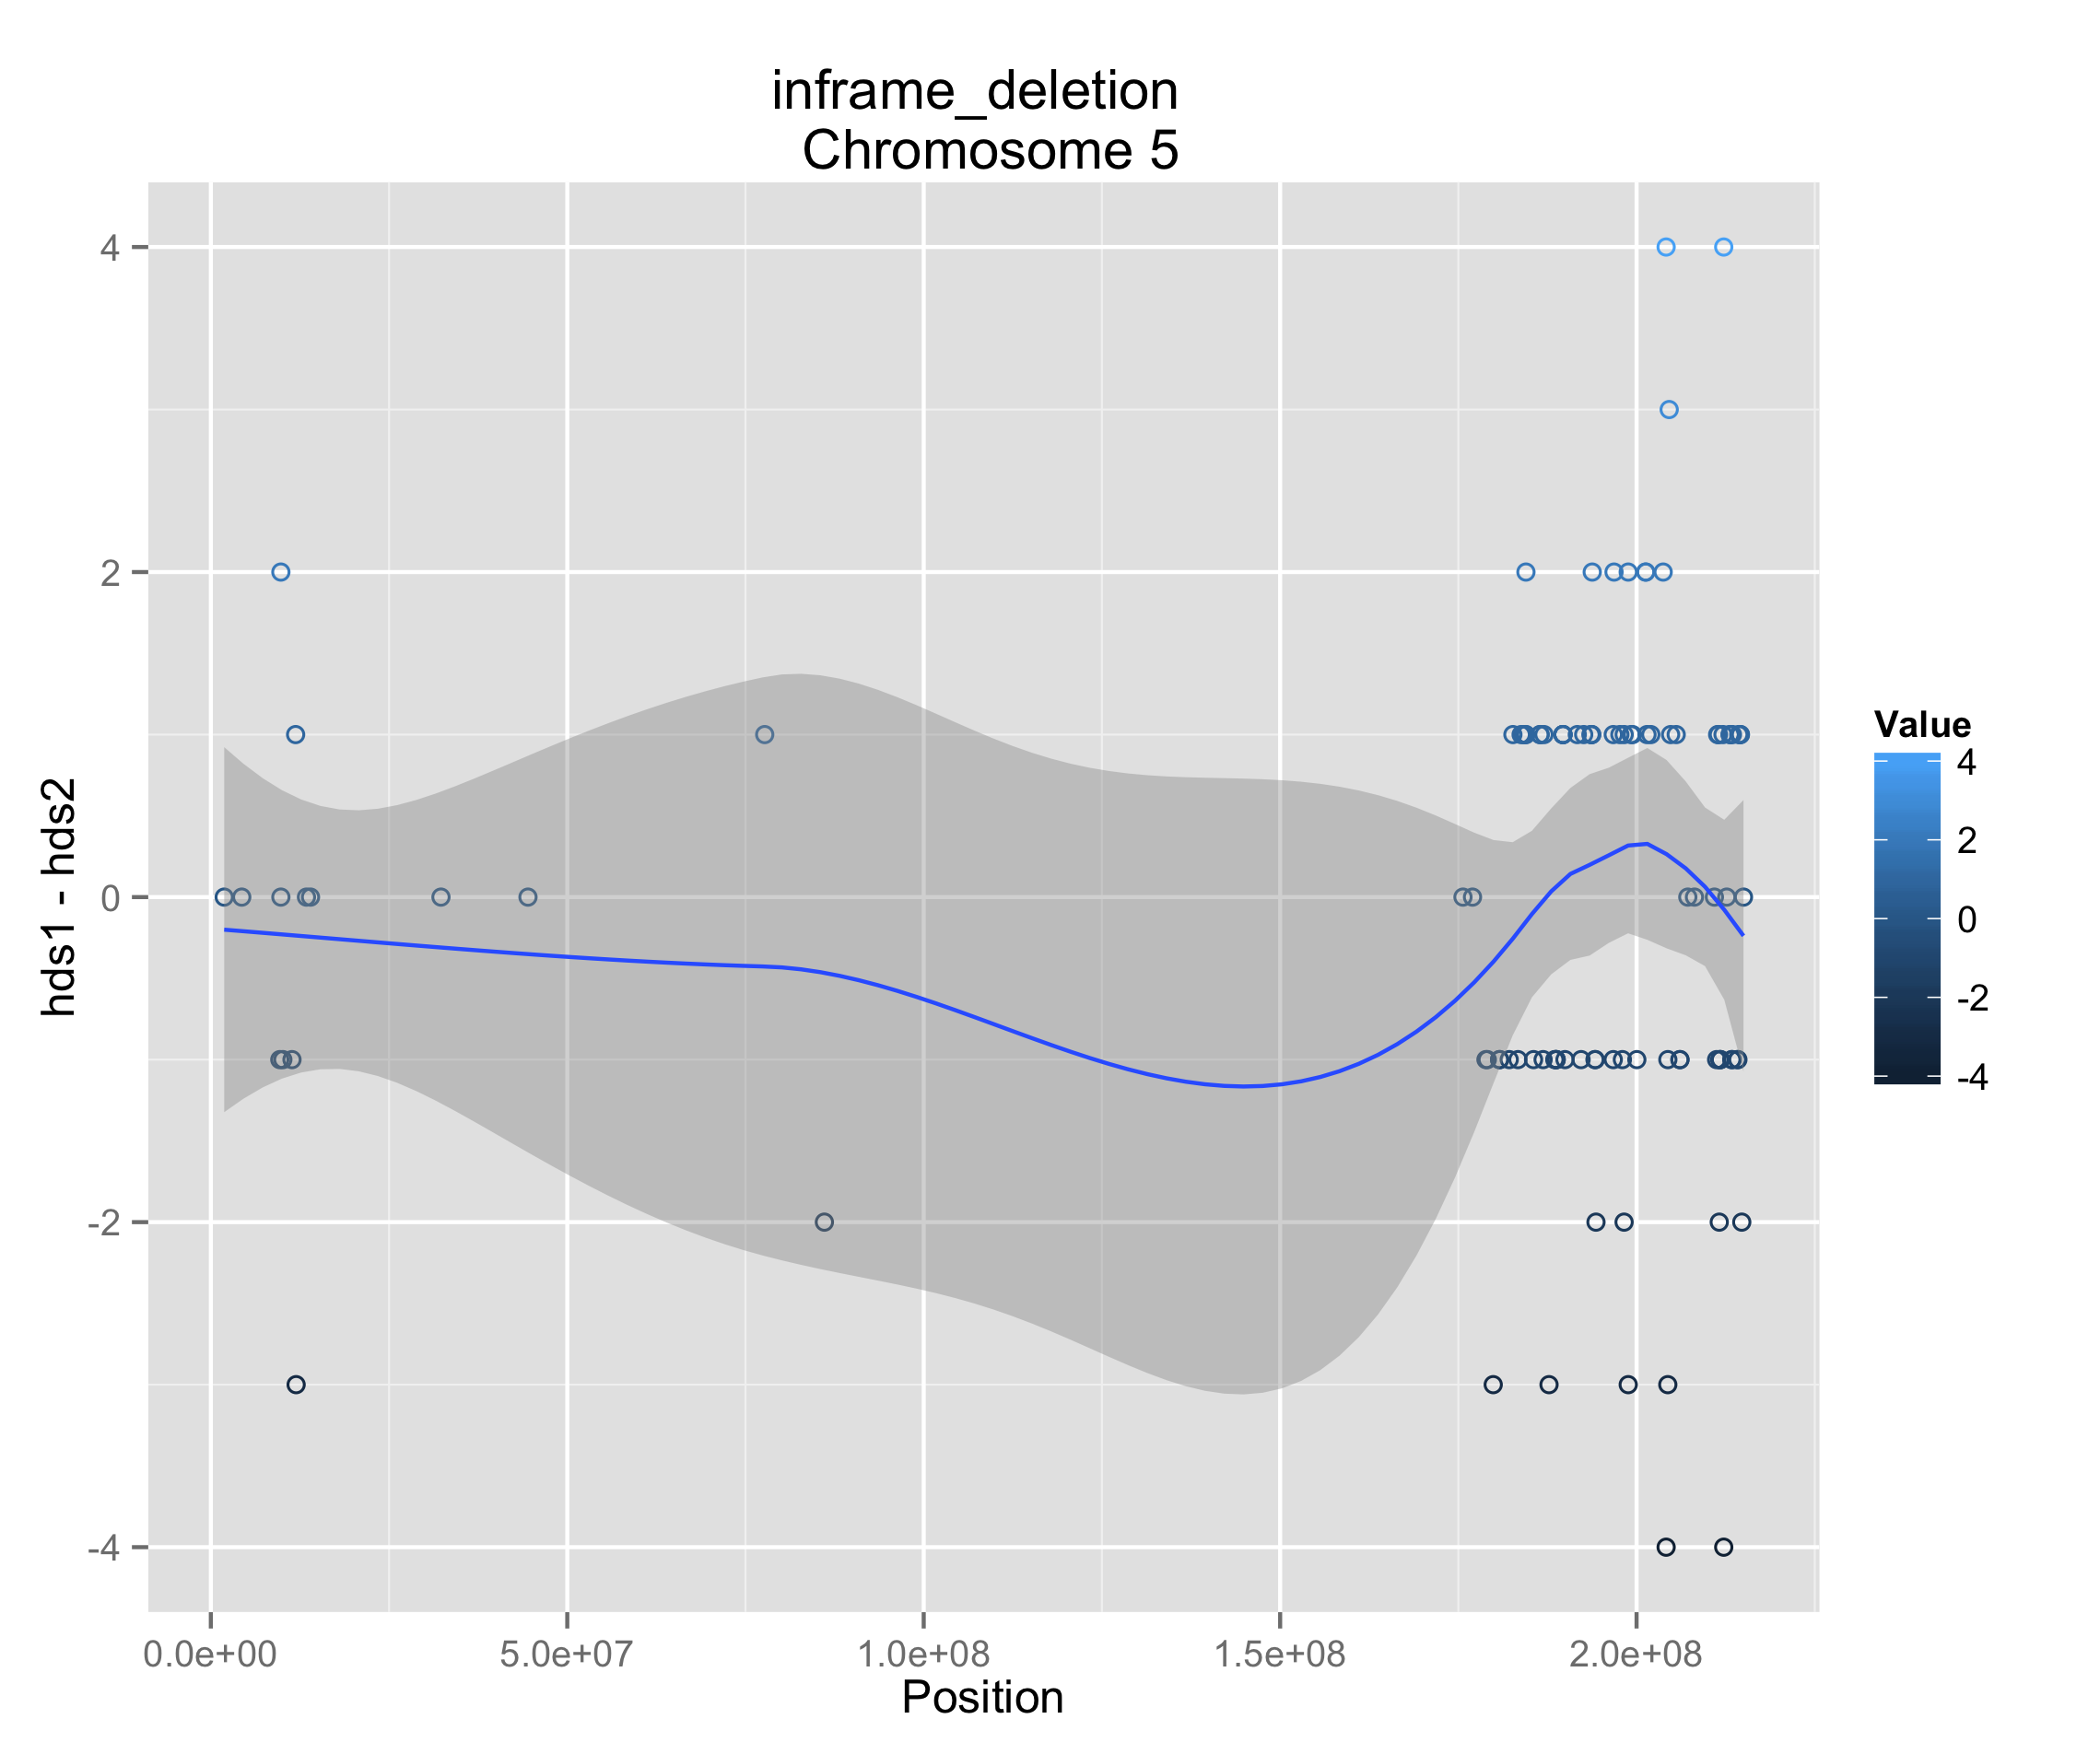 inframe_deletion
Chromosome 5
4
2
0
-2
-4
hds1 - hds2
0.0e+00 5.0e+07 1.0e+08 1.5e+08 2.0e+08
Position
Value
4
2
0
-2
-4